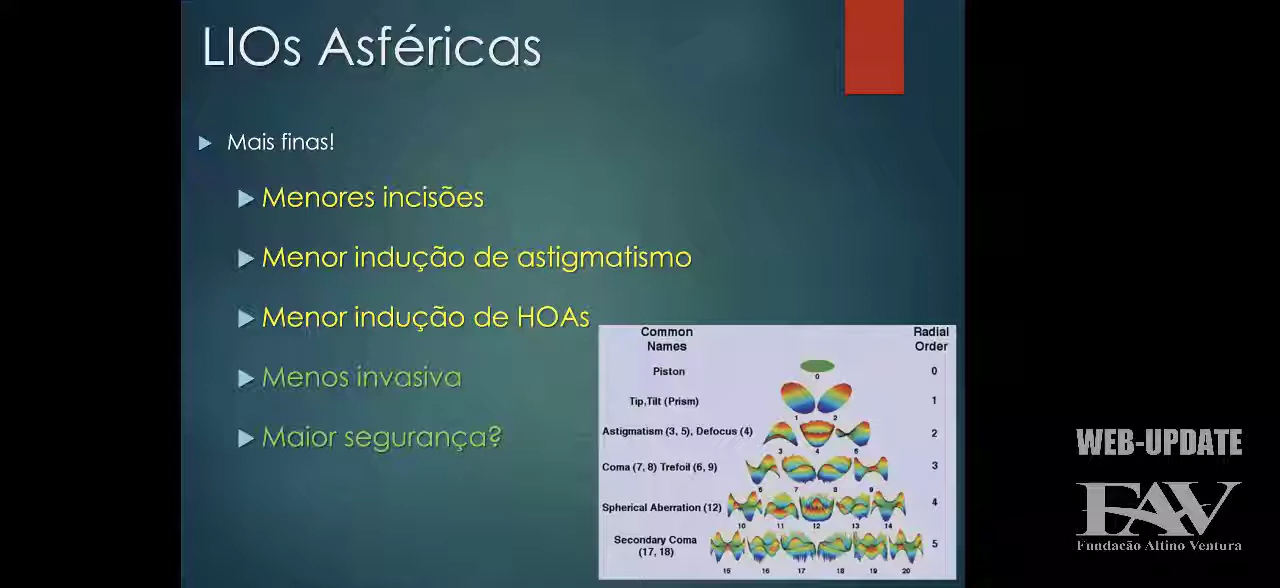 LIOs Asféricas
Mais finas!
Menores incisões
Menor indução de astigmatismo
Menor indução de HOAs
Menos invasiva
Maior segurança?
Common Names
Radial Order
Piston
0
0
Tip,Tilt (Prism)
1 2
1
Astigmatism (3, 5), Defocus (4)
3 4 5
2
Coma (7, 8) Trefoil (6, 9)
6 7 8 9
3
Spherical Aberration (12)
10 11 12 13 14
4
Secondary Coma
(17, 18)
15 16 17 18 19 20
5
WEB-UPDATE
FAV
Fundação Altino Ventura